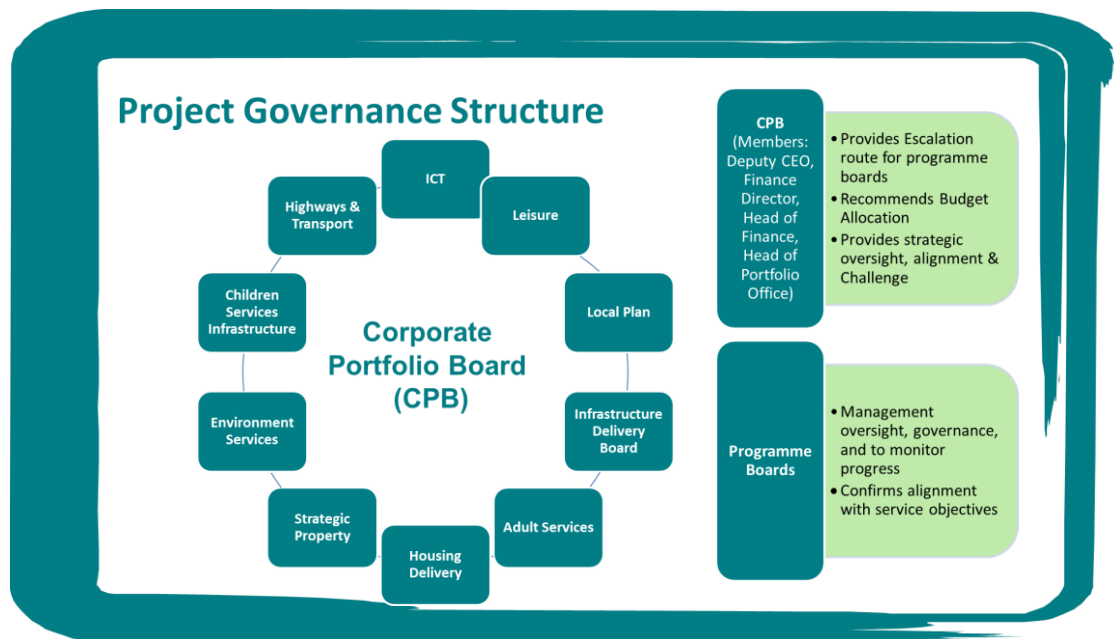 Project Governance Structure
ICT
Leisure
Local Plan
Infrastructure
Delivery
Board
Adult Services
Housing
Delivery
Strategic
Property
Environment
Services
Children
Services
Infrastructure
Highways &
Transport
Corporate
Portfolio Board
(CPB)
CPB
(Members:
Deputy CEO,
Finance
Director,
Head of
Finance,
Head of
Portfolio
Office)
•Provides Escalation
route for programme
boards
•Recommends Budget
Allocation
•Provides strategic
oversight, alignment &
Challenge
Programme
Boards
•Management
oversight, governance,
and to monitor
progress
•Confirms alignment
with service objectives